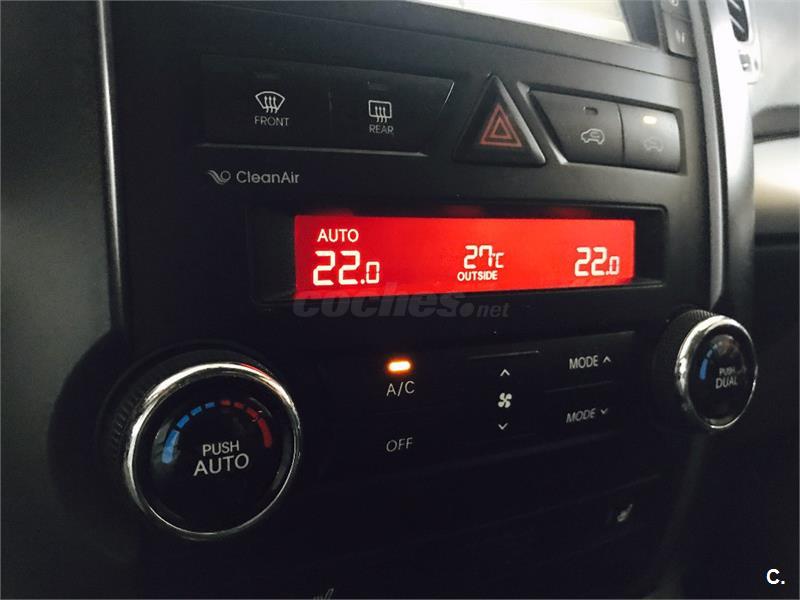 FRONT
REAR
CleanAir
AUTO
22.0
27°C
OUTSIDE
22.0
coches.net
A/C
MODE
PUSH
DUAL
MODE
OFF
PUSH
AUTO
C.